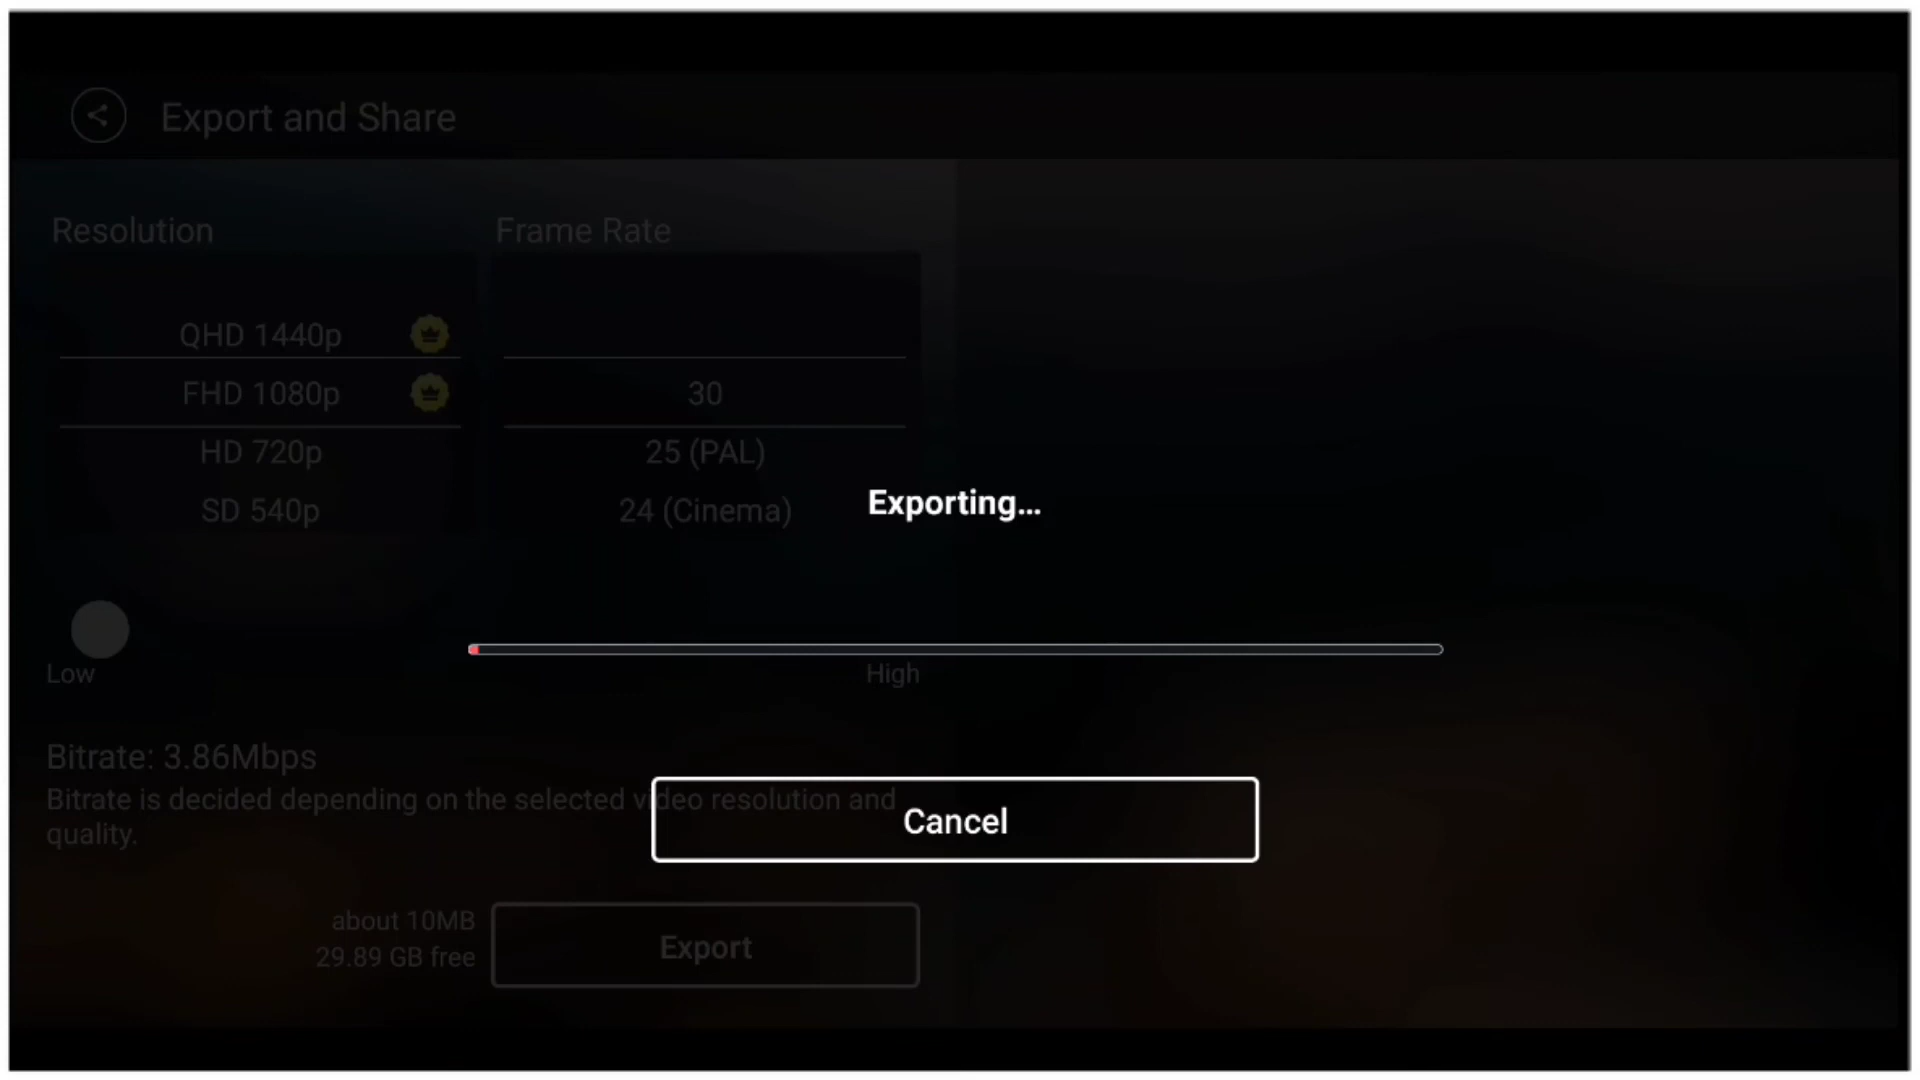 Export and Share
Resolution
Frame Rate
QHD 1440p
FHD 1080p
30
HD 720p
25 (PAL)
SD 540p
24 (Cinema)
Exporting...
Low
High
Bitrate: 3.86Mbps
Bitrate is decided depending on the selected video resolution and
quality.
Cancel
about 10MB
29.89 GB free
Export